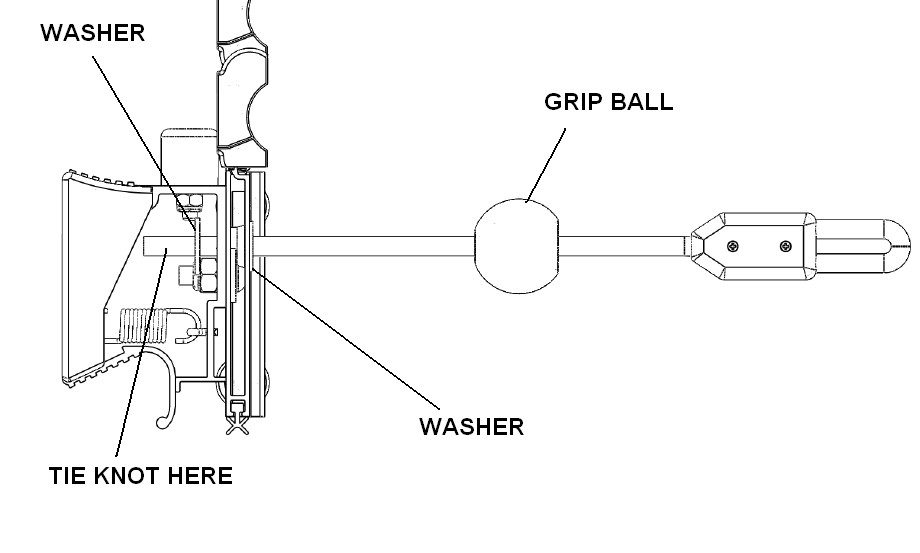 WASHER
GRIP BALL
WASHER
TIE KNOT HERE